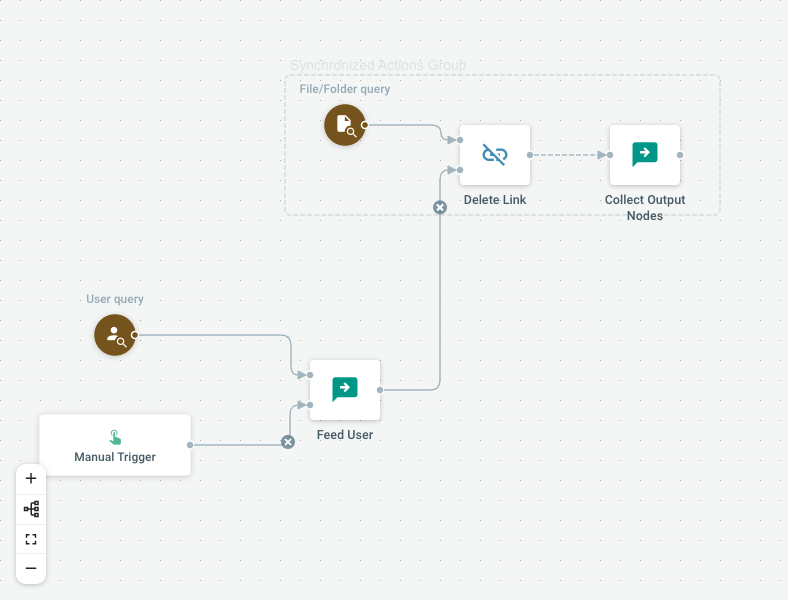 Synchronized Actions Group
File/Folder query
Delete Link
Collect Output
Nodes
User query
Feed User
Manual Trigger